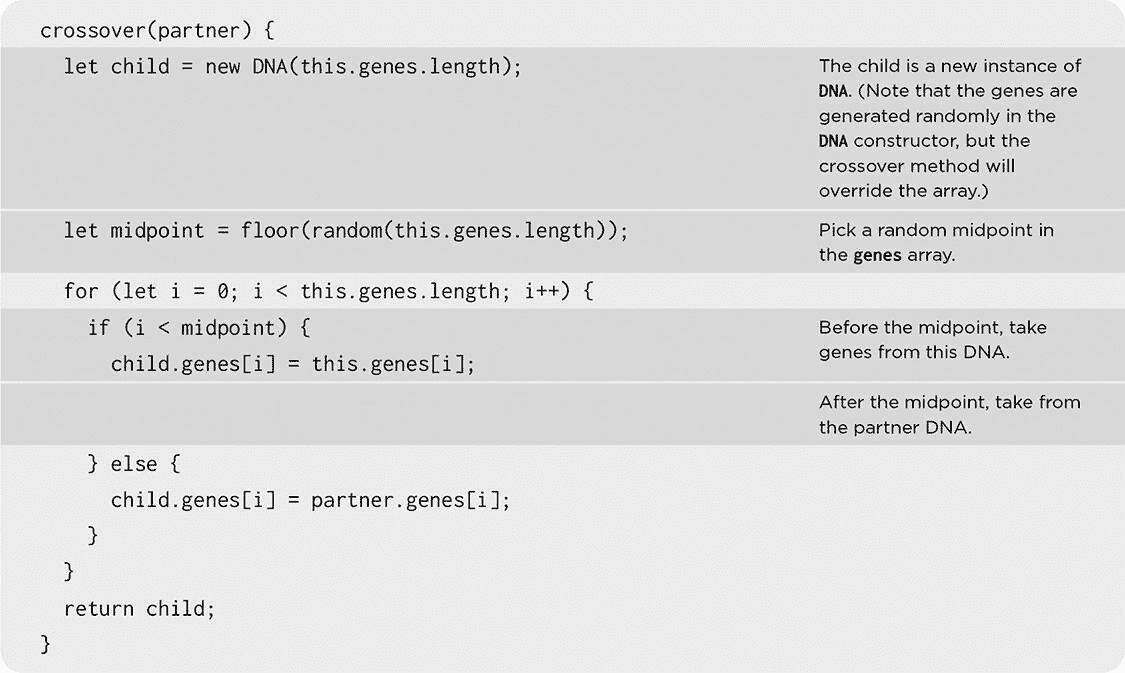 crossover(partner) {
let child = new DNA(this.genes.length);
The child is a new instance of
DNA. (Note that the genes are
generated randomly in the
DNA constructor, but the
crossover method will
override the array.)
let midpoint = floor(random(this.genes.length));
Pick a random midpoint in
the genes array.
for (let i = 0; i < this.genes.length; i++) {
if (i < midpoint) {
child.genes[i] = this.genes[i];
Before the midpoint, take
genes from this DNA.
After the midpoint, take from
the partner DNA.
} else {
child.genes[i] = partner.genes[i];
}
}
return child;
}